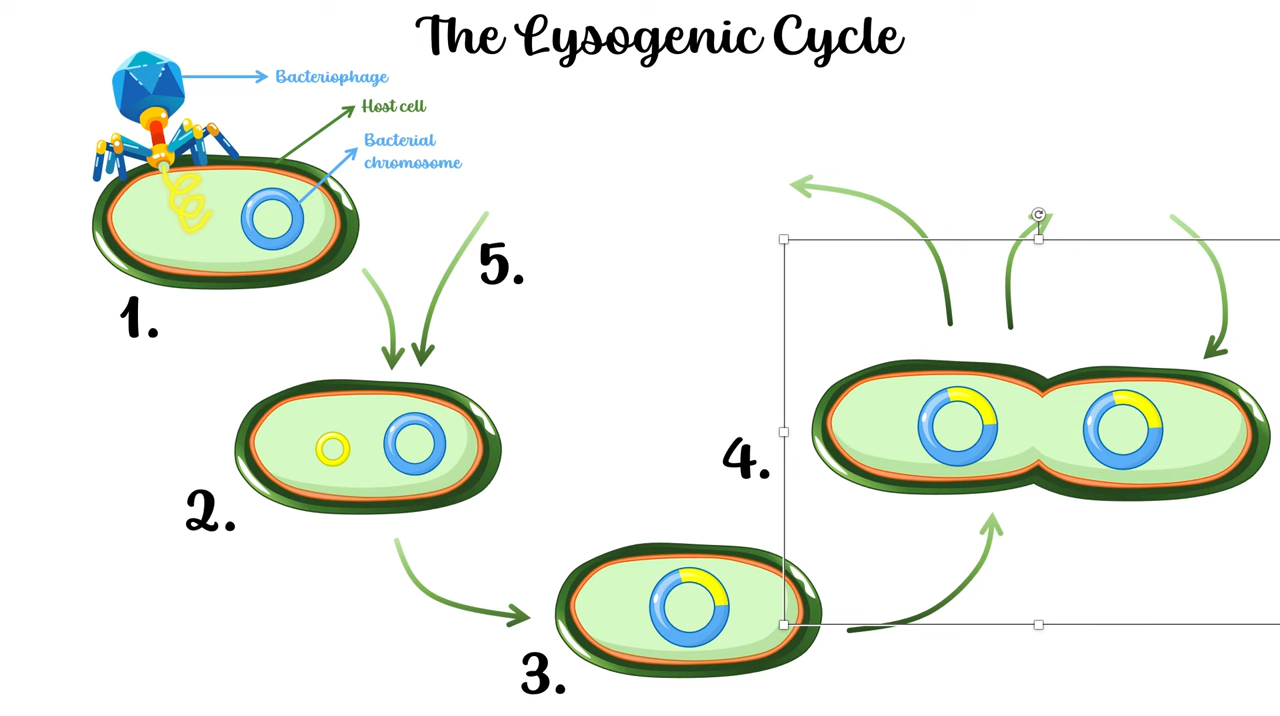 The Lysogenic Cycle
Bacteriophage
Host cell
Bacterial
chromosome
1.
5.
2.
4.
3.